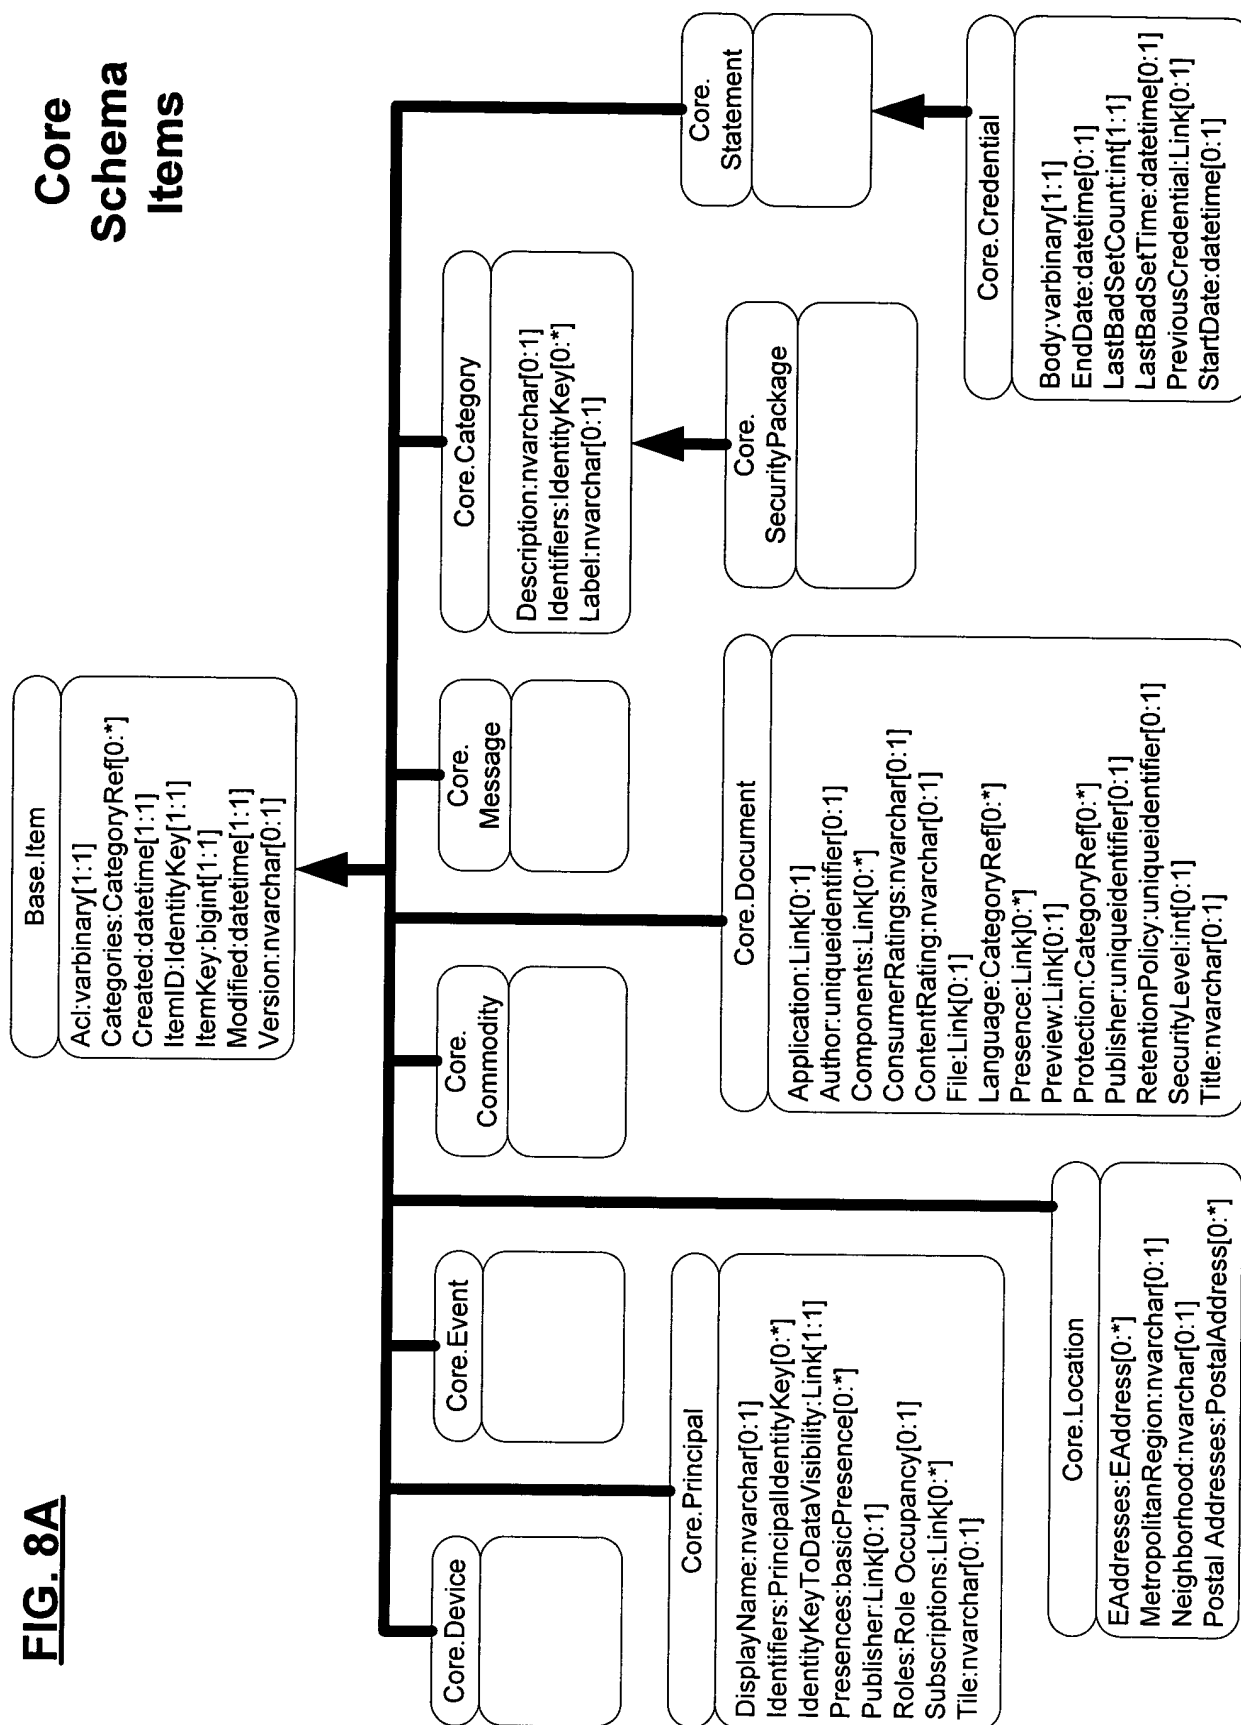 FIG. 8A
Core
Schema
Items
Base.Item
Acl:varbinary[1:1]
Categories:CategoryRef[0:*]
Created:datetime[1:1]
ItemID:IdentityKey[1:1]
ItemKey:bigint[1:1]
Modified:datetime[1:1]
Version:nvarchar[0:1]
Core.Device
Core.Event
Core.
Commodity
Core.
Message
Core.Category
Description:nvarchar[0:1]
Identifiers:IdentityKey[0:*]
Label:nvarchar[0:1]
Core.
Statement
Core.Principal
DisplayName:nvarchar[0:1]
Identifiers:PrincipalIdentityKey[0:*]
IdentityKeyToDataVisibility:Link[1:1]
Presences:basicPresence[0:*]
Publisher:Link[0:1]
Roles:Role Occupancy[0:1]
Subscriptions:Link[0:*]
Tile:nvarchar[0:1]
Core.Document
Application:Link[0:1]
Author:uniqueidentifier[0:1]
Components:Link[0:*]
ConsumerRatings:nvarchar[0:1]
ContentRating:nvarchar[0:1]
File:Link[0:1]
Language:CategoryRef[0:*]
Presence:Link]0:*]
Preview:Link[0:1]
Protection:CategoryRef[0:*]
Publisher:uniqueidentifier[0:1]
RetentionPolicy:uniqueidentifier[0:1]
SecurityLevel:int[0:1]
Title:nvarchar[0:1]
Core.
SecurityPackage
Core.Credential
Body:varbinary[1:1]
EndDate:datetime[0:1]
LastBadSetCount:int[1:1]
LastBadSetTime:datetime[0:1]
PreviousCredential:Link[0:1]
StartDate:datetime[0:1]
Core.Location
EAddresses:EAddress[0:*]
MetropolitanRegion:nvarchar[0:1]
Neighborhood:nvarchar[0:1]
Postal Addresses:PostalAddress[0:*]